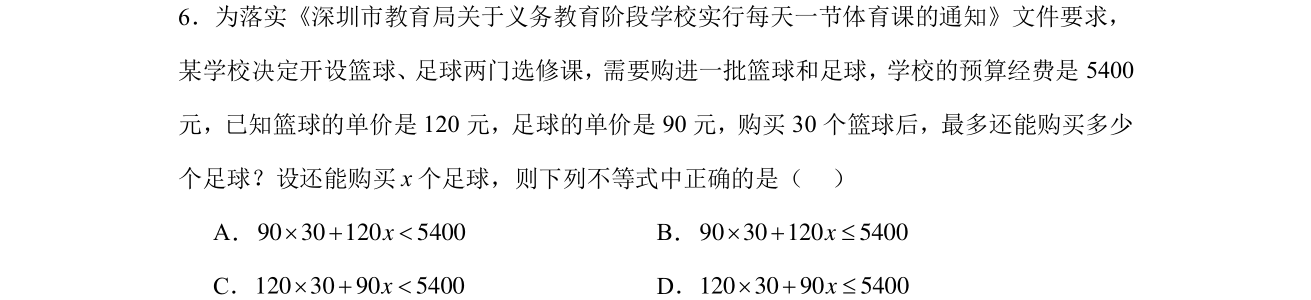 6．为落实《深圳市教育局关于义务教育阶段学校实行每天一节体育课的通知》文件要求，
某学校决定开设篮球、足球两门选修课，需要购进一批篮球和足球，学校的预算经费是 5400
元，已知篮球的单价是 120 元，足球的单价是 90 元，购买 30 个篮球后，最多还能购买多少
个足球？设还能购买 x 个足球，则下列不等式中正确的是（　）
A．90×30+120x<5400 B．90×30+120x≤5400
C．120×30+90x<5400 D．120×30+90x≤5400